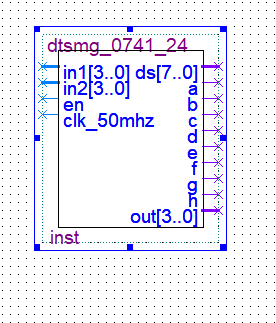 dtsmg_0741_24
in1[3..0] ds[7..0]
in2[3..0] a
en b
clk_50mhz c
d
e
f
g
h
out[3..0]
inst